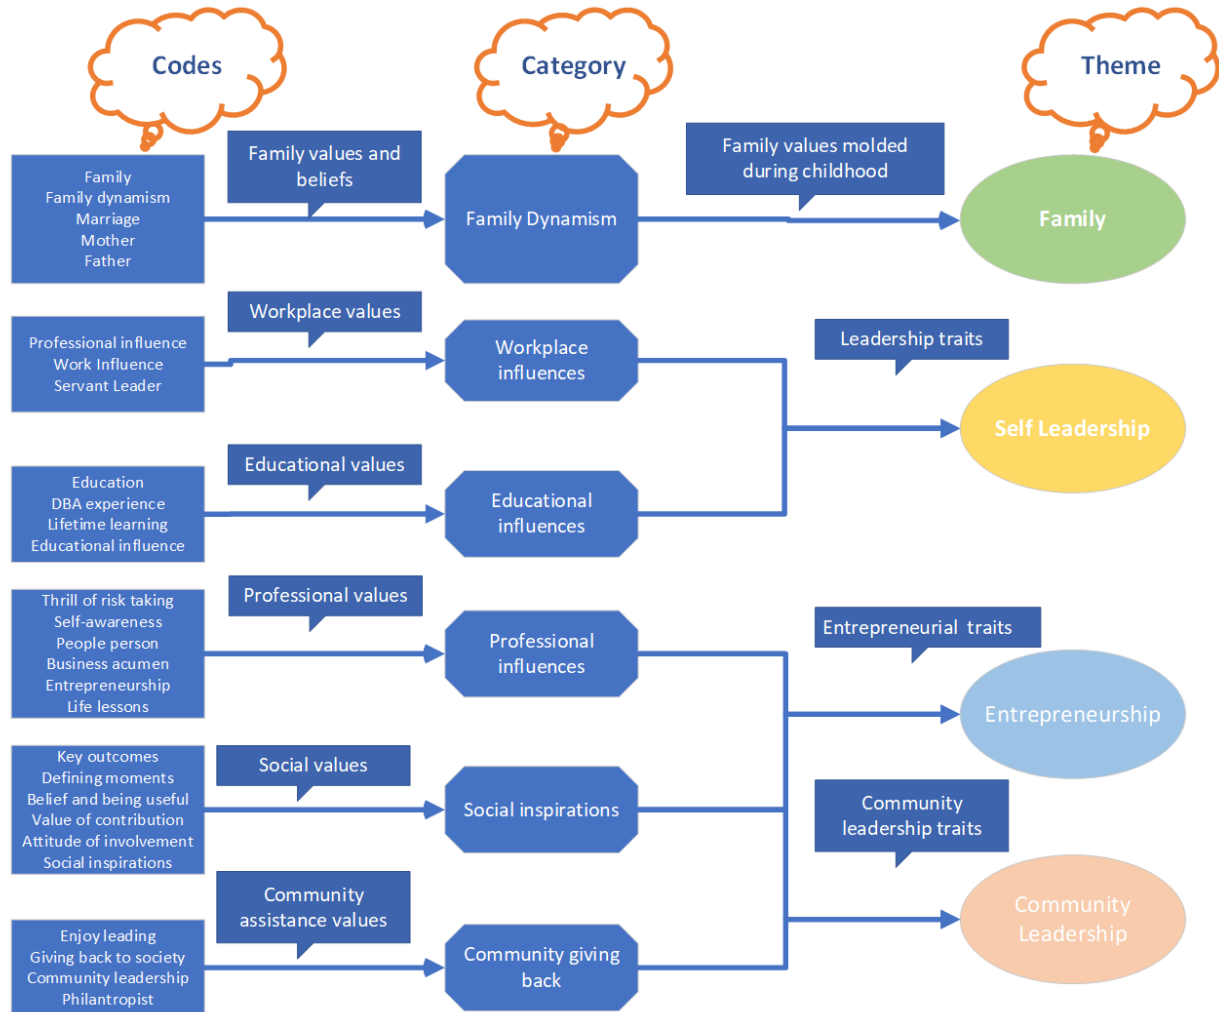 Codes
Category
Theme
Family
Family dynamism
Marriage
Mother
Father
Family values and
beliefs
Family Dynamism
Family values molded
during childhood
Family
Professional influence
Work Influence
Servant Leader
Workplace values
Workplace
influences
Leadership traits
Self Leadership
Education
DBA experience
Lifetime learning
Educational influence
Educational values
Educational
influences
Thrill of risk taking
Self-awareness
People person
Business acumen
Entrepreneurship
Life lessons
Professional values
Professional
influences
Entrepreneurial traits
Entrepreneurship
Key outcomes
Defining moments
Belief and being useful
Value of contribution
Attitude of involvement
Social inspirations
Social values
Social inspirations
Community
leadership traits
Community
Leadership
Enjoy leading
Giving back to society
Community leadership
Philantropist
Community
assistance values
Community giving
back